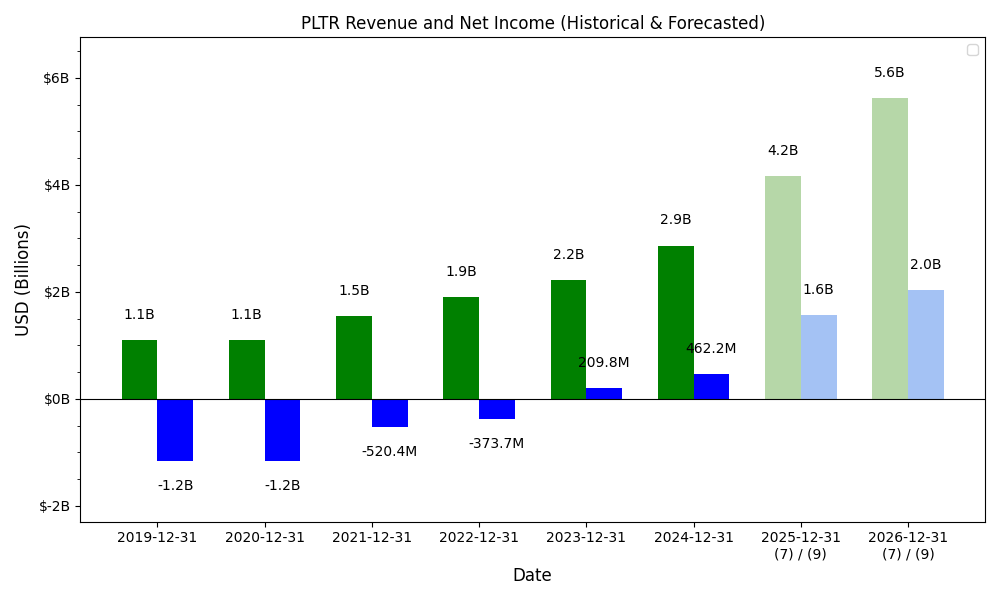 PLTR Revenue and Net Income (Historical & Forecasted)
USD (Billions)
$6B
$4B
$2B
$0B
$-2B
1.1B
-1.2B
1.1B
-1.2B
1.5B
-520.4M
1.9B
-373.7M
2.2B
209.8M
2.9B
462.2M
4.2B
1.6B
5.6B
2.0B
2019-12-31
2020-12-31
2021-12-31
2022-12-31
2023-12-31
2024-12-31
2025-12-31
(7) / (9)
2026-12-31
(7) / (9)
Date